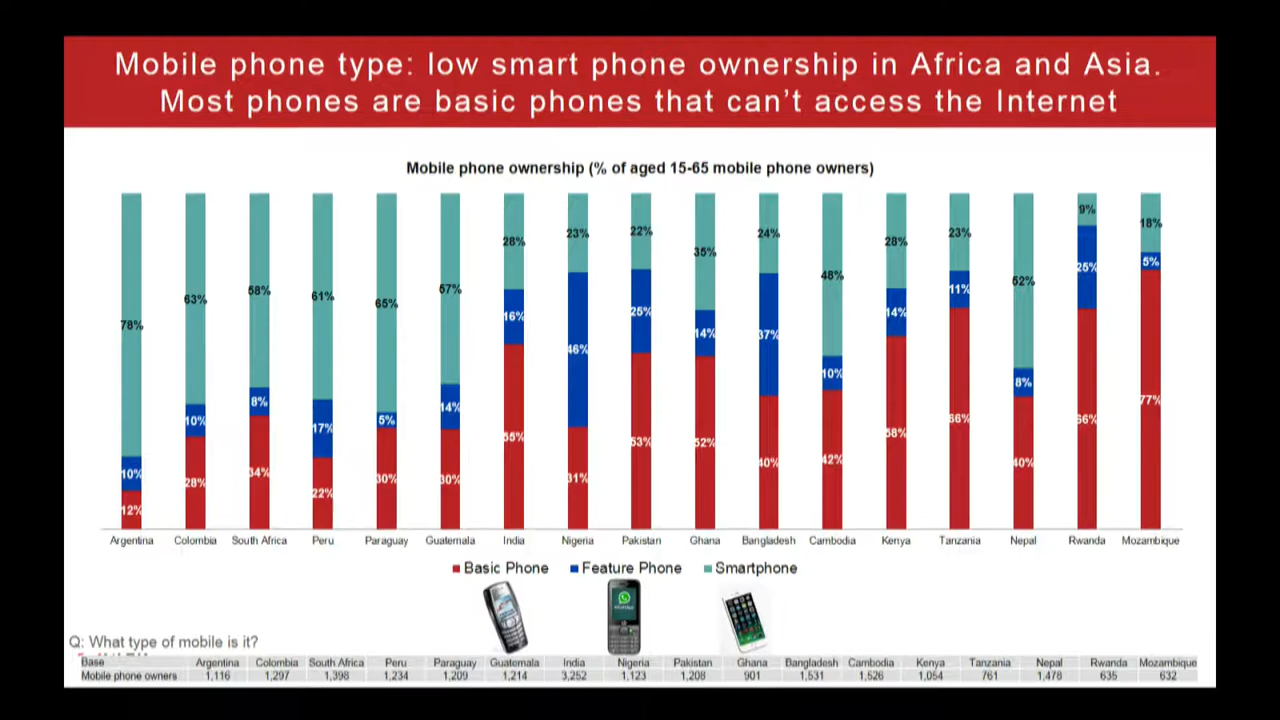 Mobile phone type: low smart phone ownership in Africa and Asia.
Most phones are basic phones that can't access the Internet
Mobile phone ownership (% of aged 15-65 mobile phone owners)
78% 63% 58% 61% 65% 57% 28% 23% 22% 35% 24% 48% 28% 23% 52% 9% 18%
10% 10% 8% 17% 5% 14% 16% 46% 25% 14% 37% 10% 14% 11% 8% 25% 5%
12% 28% 34% 22% 30% 30% 55% 31% 53% 52% 40% 42% 58% 66% 40% 66% 77%
Argentina Colombia South Africa Peru Paraguay Guatemala India Nigeria Pakistan Ghana Bangladesh Cambodia Kenya Tanzania Nepal Rwanda Mozambique
Basic Phone Feature Phone Smartphone
Q: What type of mobile is it?
Base Argentina Colombia South Africa Peru Paraguay Guatemala India Nigeria Pakistan Ghana Bangladesh Cambodia Kenya Tanzania Nepal Rwanda Mozambique
Mobile phone owners 1,116 1,297 1,398 1,234 1,209 1,214 3,252 1,123 1,208 901 1,531 1,526 1,054 761 1,478 635 632